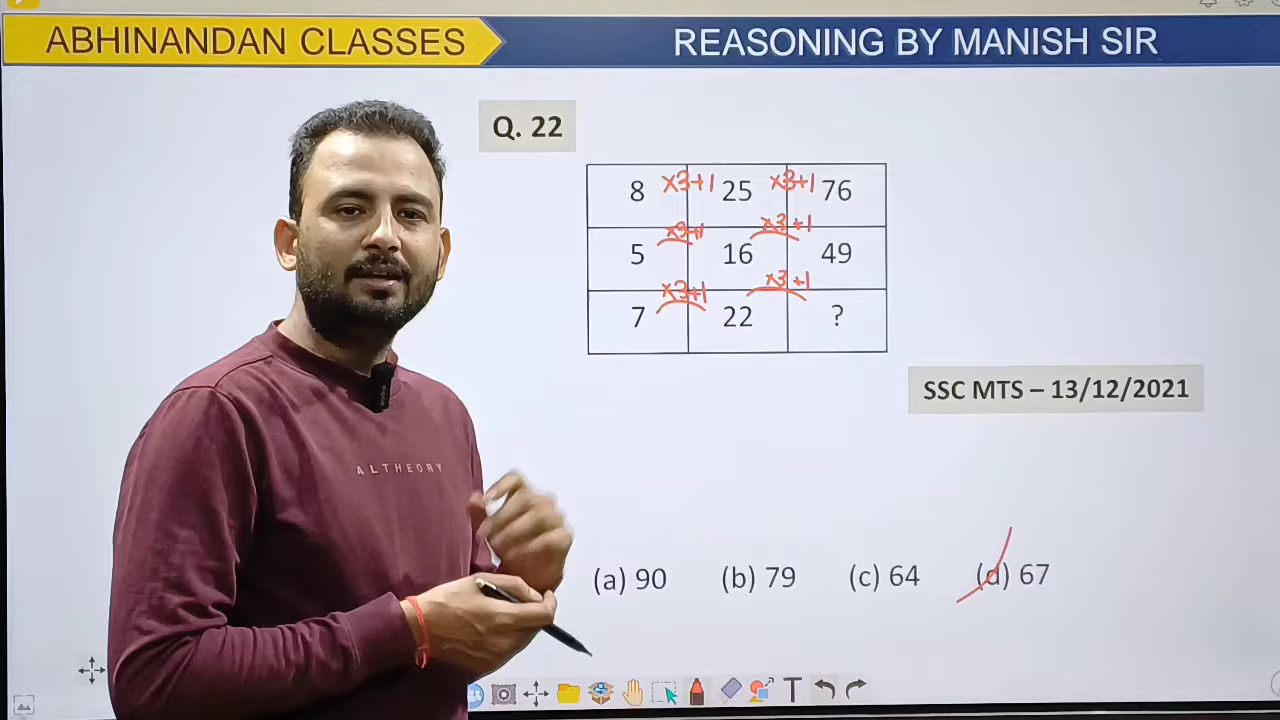 ABHINANDAN CLASSES REASONING BY MANISH SIR
Q. 22
8 ×3+1 25 ×3+1 76
×3+1 ×3+1
5 16 49
×3+1 ×3+1
7 22 ?
SSC MTS – 13/12/2021
ALTHEORY
(a) 90 (b) 79 (c) 64 (d) 67
T